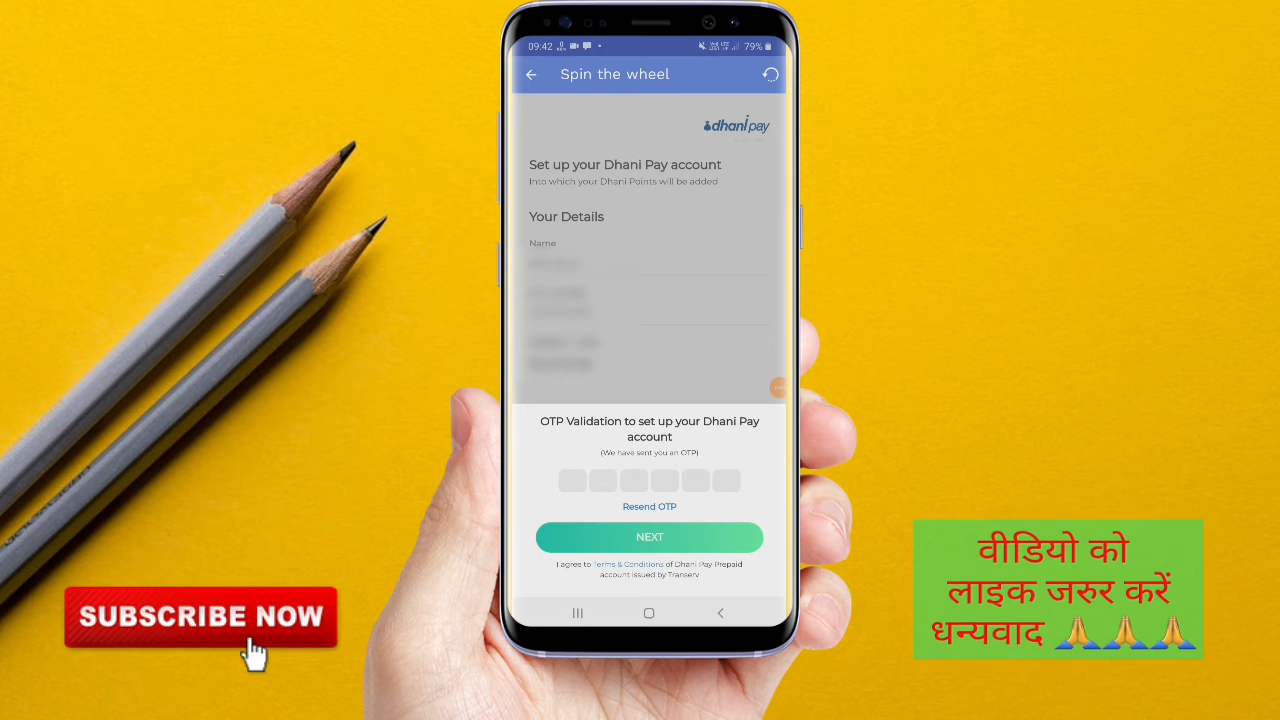 09:42
79%
Spin the wheel
dhani pay
Set up your Dhani Pay account
Into which your Dhani Points will be added
Your Details
Name
OTP Validation to set up your Dhani Pay
account
(We have sent you an OTP)
Resend OTP
NEXT
I agree to Terms & Conditions of Dhani Pay Prepaid
account issued by Transerv
SUBSCRIBE NOW
वीडियो को
लाइक जरुर करें
धन्यवाद 🙏🙏🙏